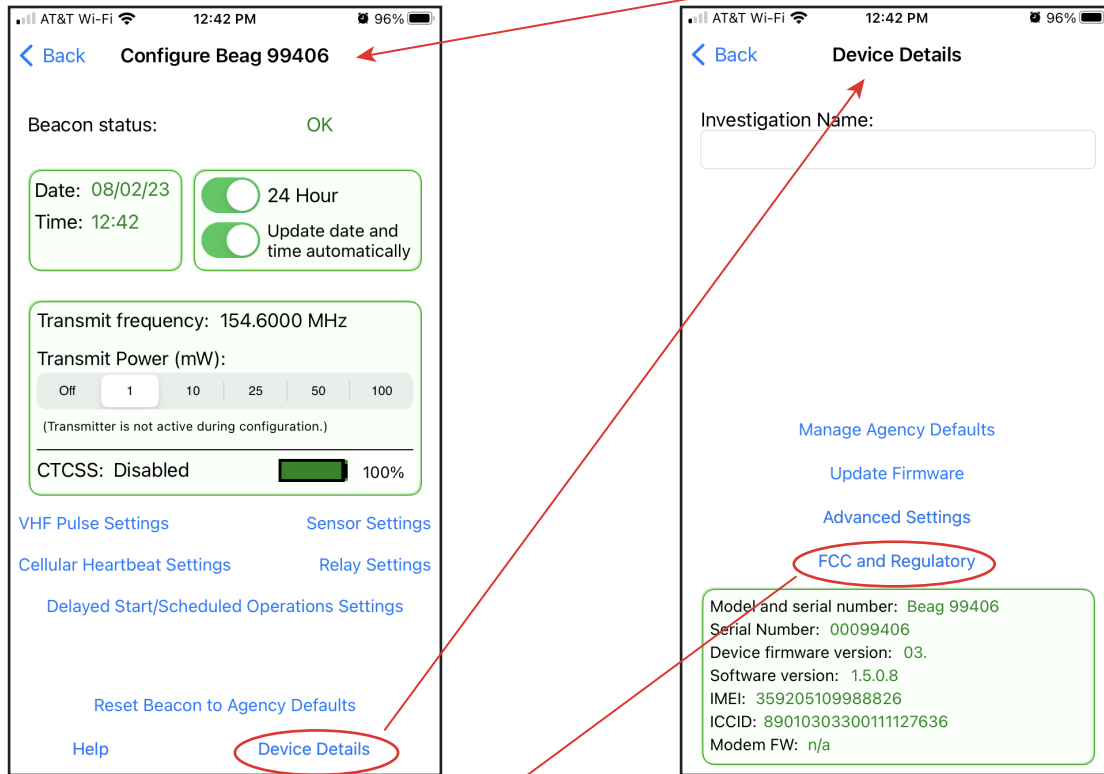 AT&T Wi-Fi 12:42 PM 96%
Back Configure Beag 99406
Beacon status: OK
Date: 08/02/23
Time: 12:42
24 Hour
Update date and
time automatically
Transmit frequency: 154.6000 MHz
Transmit Power (mW):
Off 1 10 25 50 100
(Transmitter is not active during configuration.)
CTCSS: Disabled 100%
VHF Pulse Settings Sensor Settings
Cellular Heartbeat Settings Relay Settings
Delayed Start/Scheduled Operations Settings
Reset Beacon to Agency Defaults
Help Device Details
AT&T Wi-Fi 12:42 PM 96%
Back Device Details
Investigation Name:
Manage Agency Defaults
Update Firmware
Advanced Settings
FCC and Regulatory
Model and serial number: Beag 99406
Serial Number: 00099406
Device firmware version: 03.
Software version: 1.5.0.8
IMEI: 359205109988826
ICCID: 89010303300111127636
Modem FW: n/a